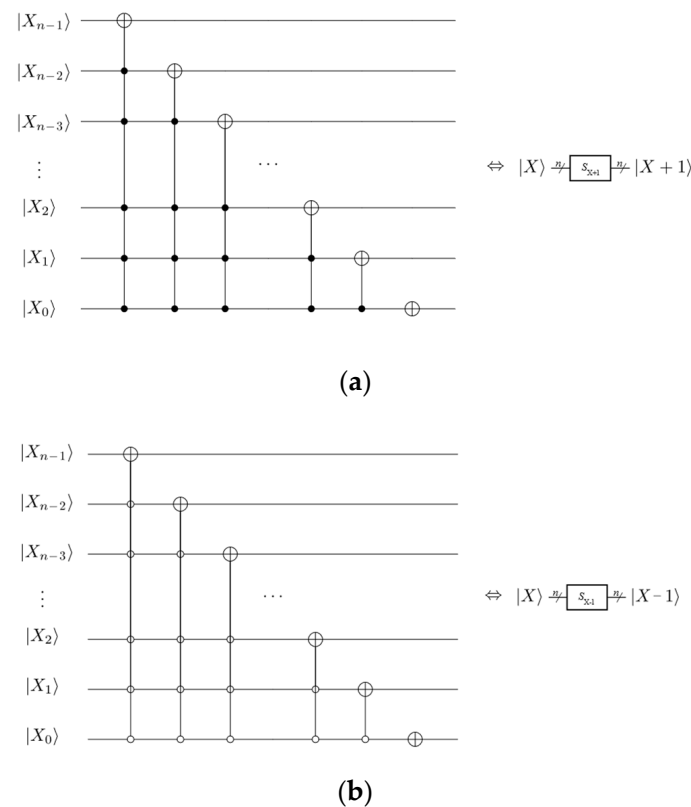 |X_{n−1}⟩
|X_{n−2}⟩
|X_{n−3}⟩
⋮ ⋯
⇔ |X⟩ n S_{X+1} n |X + 1⟩
|X_2⟩
|X_1⟩
|X_0⟩
(a)
|X_{n−1}⟩
|X_{n−2}⟩
|X_{n−3}⟩
⋮ ⋯
⇔ |X⟩ n S_{X-1} n |X−1⟩
|X_2⟩
|X_1⟩
|X_0⟩
(b)